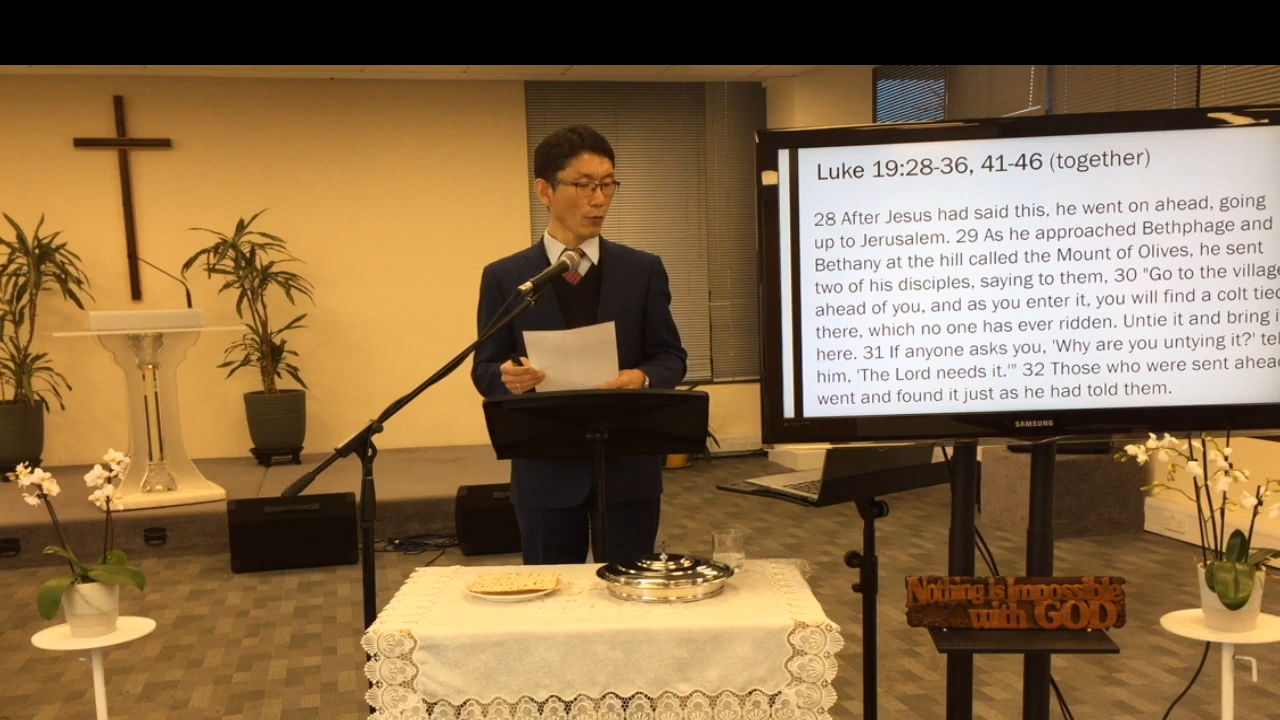 Luke 19:28-36, 41-46 (together)
28 After Jesus had said this, he went on ahead, going
up to Jerusalem. 29 As he approached Bethphage and
Bethany at the hill called the Mount of Olives, he sent
two of his disciples, saying to them, 30 "Go to the village
ahead of you, and as you enter it, you will find a colt tied
there, which no one has ever ridden. Untie it and bring
here. 31 If anyone asks you, 'Why are you untying it?'
him, 'The Lord needs it.'" 32 Those who were sent ahead
went and found it just as he had told them.
SAMSUNG
Nothing is Impossible
with GOD